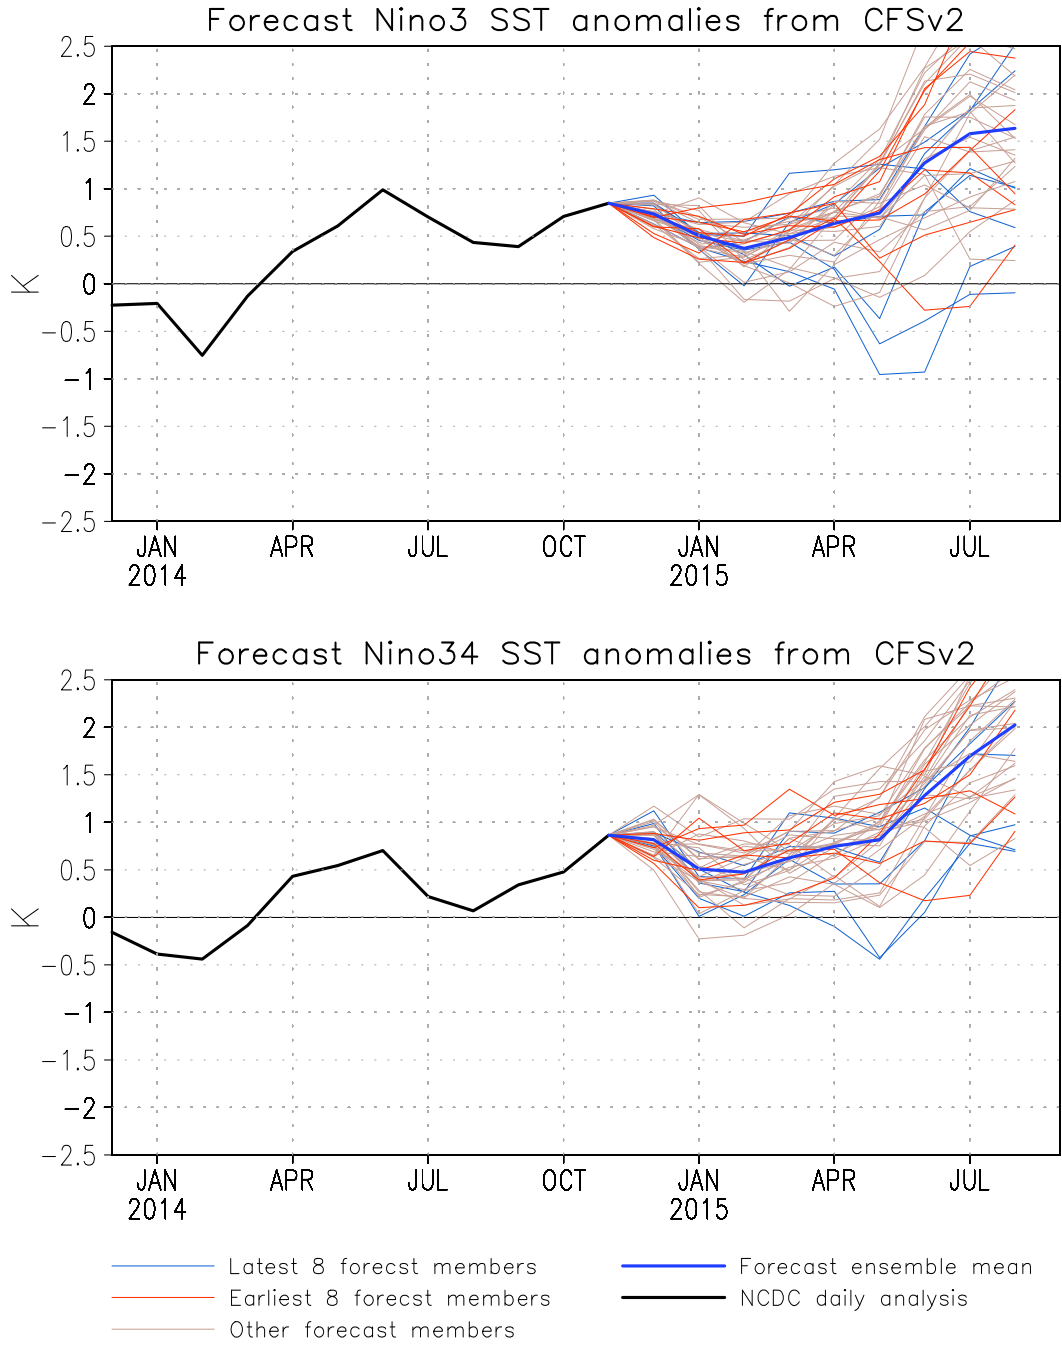 Forecast Nino3 SST anomalies from CFSv2
2.5
2
1.5
1
0.5
0
-0.5
-1
-1.5
-2
-2.5
K
JAN APR JUL OCT JAN APR JUL
2014 2015
Forecast Nino34 SST anomalies from CFSv2
2.5
2
1.5
1
0.5
0
-0.5
-1
-1.5
-2
-2.5
K
JAN APR JUL OCT JAN APR JUL
2014 2015
Latest 8 forecst members Forecast ensemble mean
Earliest 8 forecst members NCDC daily analysis
Other forecast members